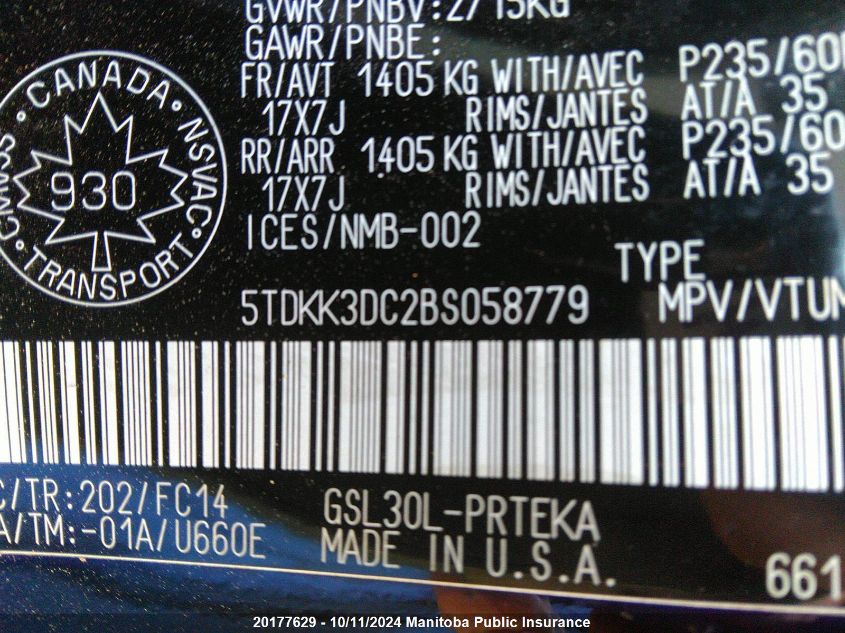 GVWR/PNBV:2715KG
GAWR/PNBE:
FR/AVT 1405 KG WITH/AVEC P235/60
17X7J RIMS/JANTES AT/A 35
RR/ARR 1405 KG WITH/AVEC P235/60
17X7J RIMS/JANTES AT/A 35
ICES/NMB-002
CANADA NSVAC
930
TRANSPORT CMVSS
TYPE
5TDKK3DC2BS058779 MPV/VTUM
C/TR:202/FC14 GSL30L-PRTEKA
A/TM:-01A/U660E MADE IN U.S.A.
661
20177629 - 10/11/2024 Manitoba Public Insurance